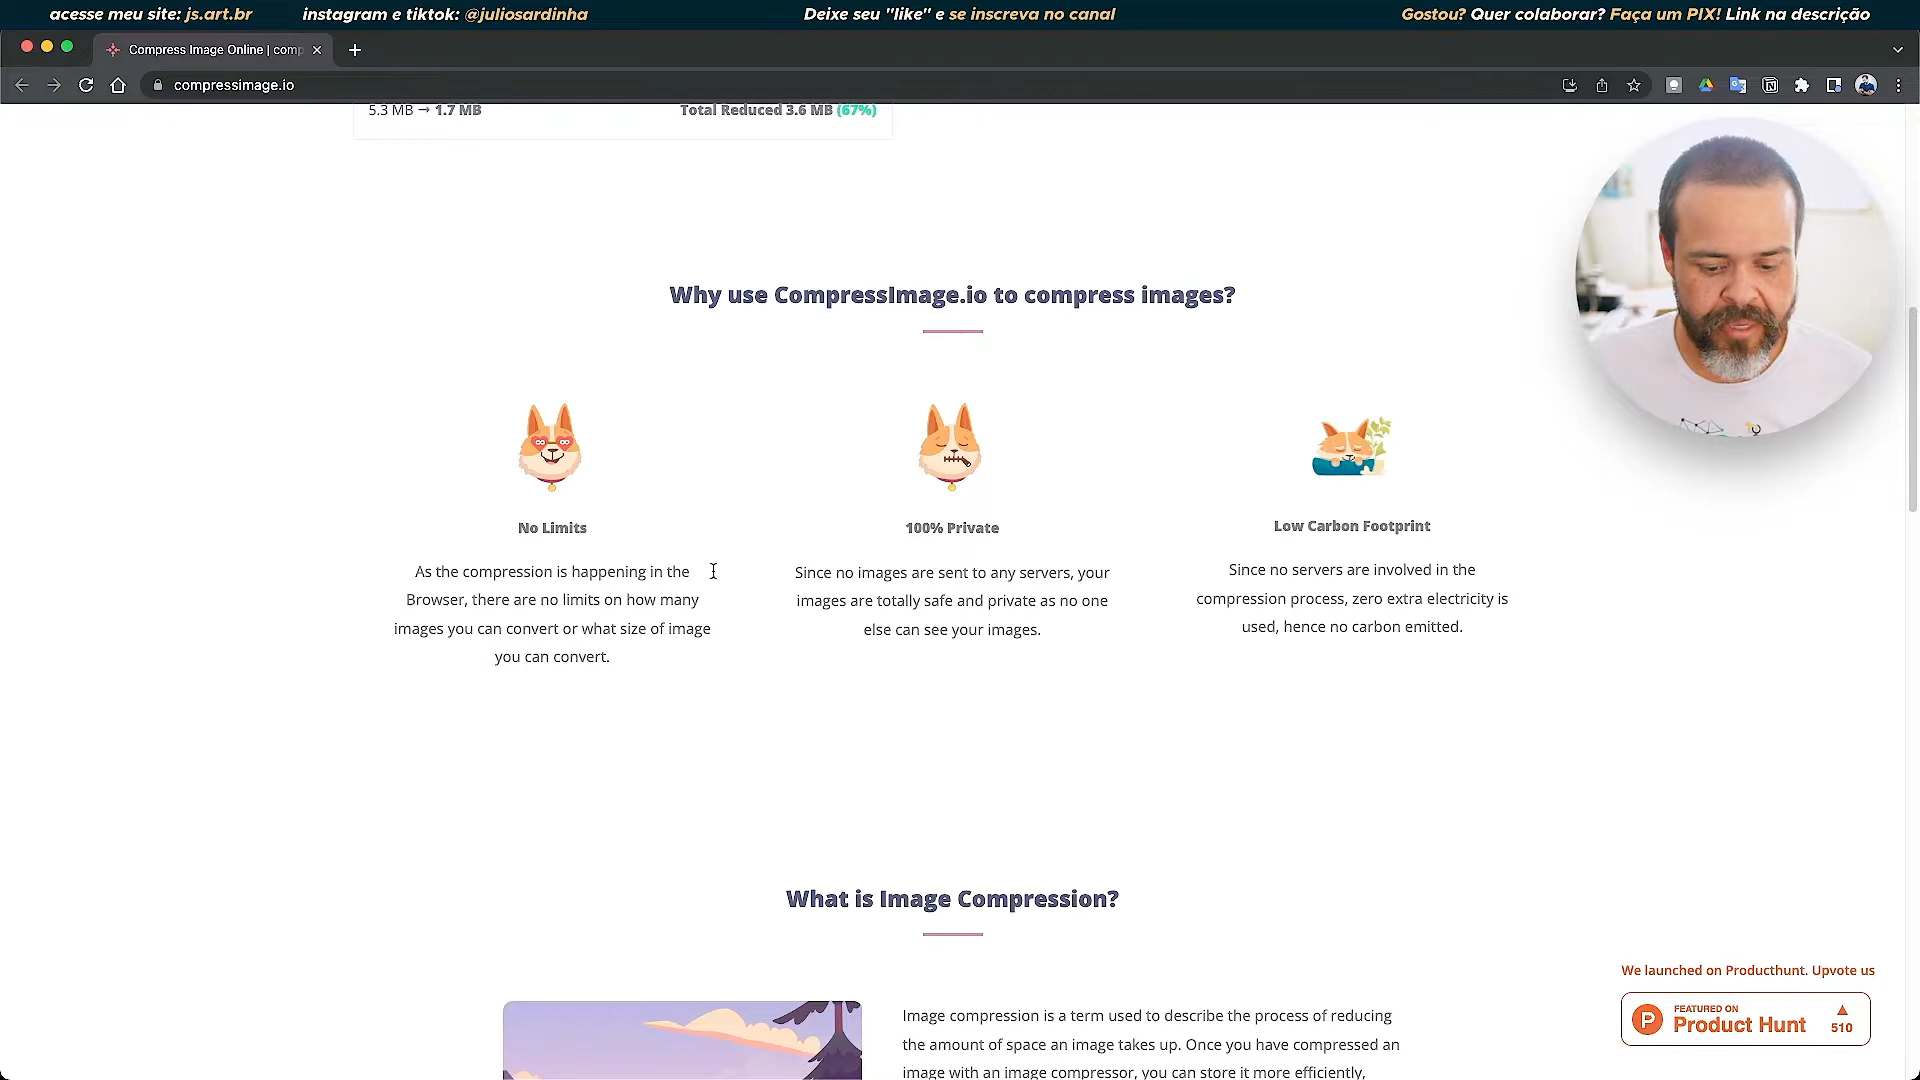 acesse meu site: js.art.br
instagram e tiktok: @juliosardinha
Deixe seu "like" e se inscreva no canal
Gostou? Quer colaborar? Faça um PIX! Link na descrição
Compress Image Online | comp
compressimage.io
5.3 MB → 1.7 MB
Total Reduced 3.6 MB (67%)
Why use CompressImage.io to compress images?
No Limits
As the compression is happening in the
Browser, there are no limits on how many
images you can convert or what size of image
you can convert.
100% Private
Since no images are sent to any servers, your
images are totally safe and private as no one
else can see your images.
Low Carbon Footprint
Since no servers are involved in the
compression process, zero extra electricity is
used, hence no carbon emitted.
What is Image Compression?
Image compression is a term used to describe the process of reducing
the amount of space an image takes up. Once you have compressed an
image with an image compressor, you can store it more efficiently,
We launched on Producthunt. Upvote us
P
FEATURED ON
Product Hunt
510